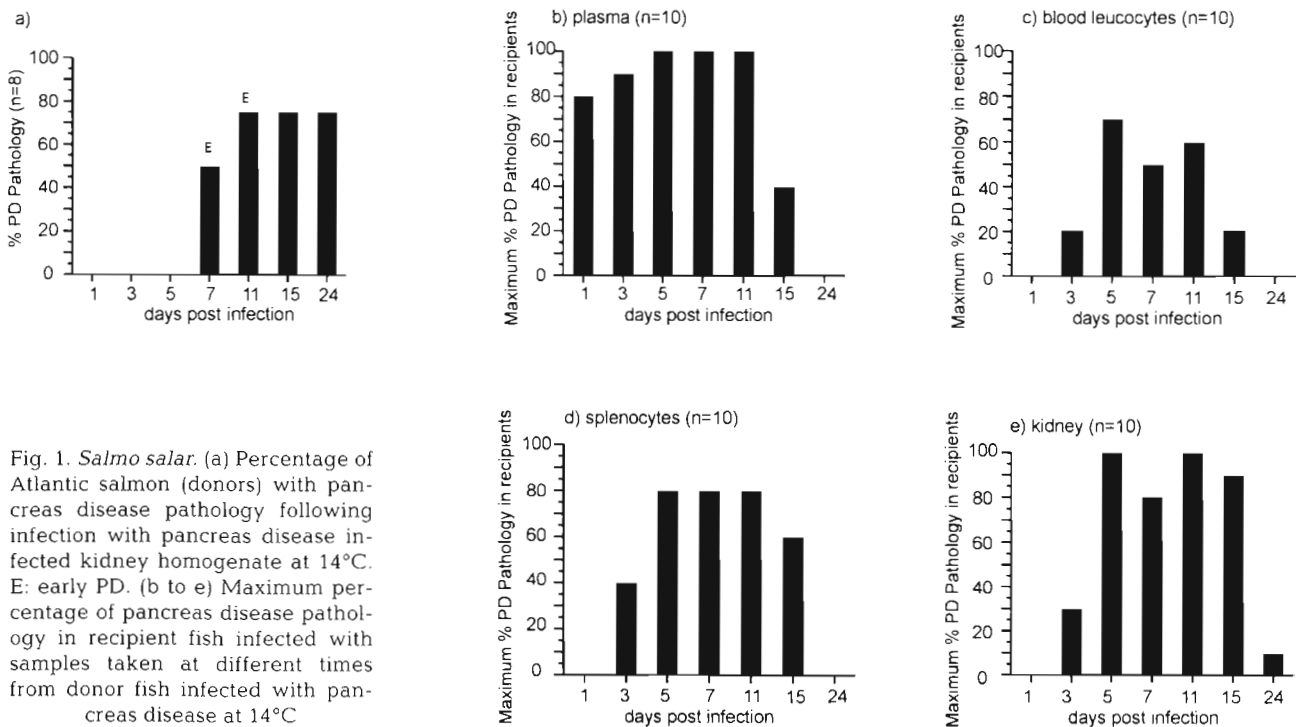 a)
% PD Pathology (n=8)
100
80
60
40
20
0
E
E
1 3 5 7 11 15 24
days post infection
b) plasma (n=10)
Maximum % PD Pathology in recipients
100
80
60
40
20
0
1 3 5 7 11 15 24
days post infection
c) blood leucocytes (n=10)
Maximum % PD Pathology in recipients
100
80
60
40
20
0
1 3 5 7 11 15 24
days post infection
Fig. 1. Salmo salar. (a) Percentage of
Atlantic salmon (donors) with pan-
creas disease pathology following
infection with pancreas disease in-
fected kidney homogenate at 14°C.
E: early PD. (b to e) Maximum per-
centage of pancreas disease pathol-
ogy in recipient fish infected with
samples taken at different times
from donor fish infected with pan-
creas disease at 14°C
d) splenocytes (n=10)
Maximum % PD Pathology in recipients
100
80
60
40
20
0
1 3 5 7 11 15 24
days post infection
e) kidney (n=10)
Maximum % PD Pathology in recipients
100
80
60
40
20
0
1 3 5 7 11 15 24
days post infection